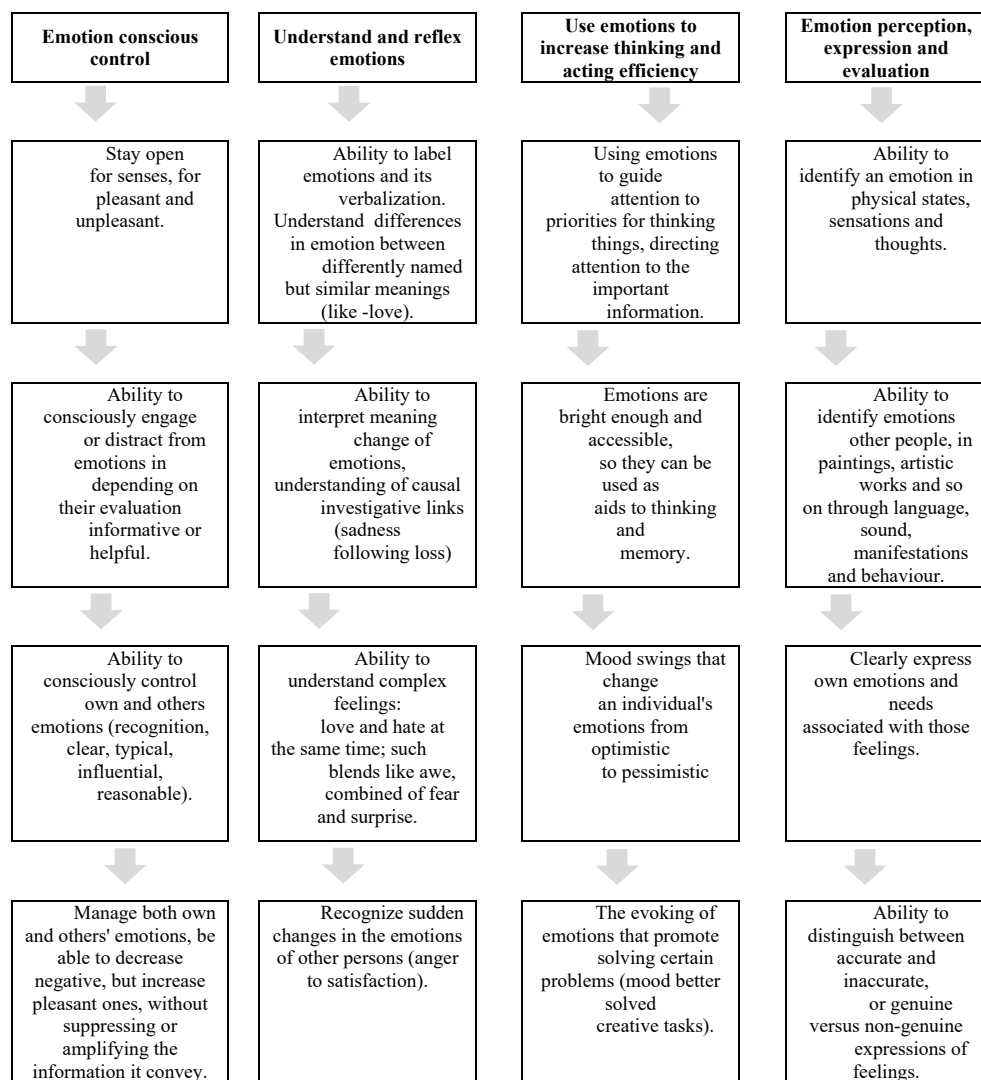 Emotion conscious
control
Understand and reflex
emotions
Use emotions to
increase thinking and
acting efficiency
Emotion perception,
expression and
evaluation
Stay open
for senses, for
pleasant and
unpleasant.
Ability to label
emotions and its
verbalization.
Understand differences
in emotion between
differently named
but similar meanings
(like -love).
Using emotions
to guide
attention to
priorities for thinking
things, directing
attention to the
important
information.
Ability to
identify an emotion in
physical states,
sensations and
thoughts.
Ability to
consciously engage
or distract from
emotions in
depending on
their evaluation
informative or
helpful.
Ability to
interpret meaning
change of
emotions,
understanding of causal
investigative links
(sadness
following loss)
Emotions are
bright enough and
accessible,
so they can be
used as
aids to thinking
and
memory.
Ability to
identify emotions
other people, in
paintings, artistic
works and so
on through language,
sound,
manifestations
and behaviour.
Ability to
consciously control
own and others
emotions (recognition,
clear, typical,
influential,
reasonable).
Ability to
understand complex
feelings:
love and hate at
the same time; such
blends like awe,
combined of fear
and surprise.
Mood swings that
change
an individual's
emotions from
optimistic
to pessimistic
Clearly express
own emotions and
needs
associated with those
feelings.
Manage both own
and others' emotions, be
able to decrease
negative, but increase
pleasant ones, without
suppressing or
amplifying the
information it convey.
Recognize sudden
changes in the emotions
of other persons (anger
to satisfaction).
The evoking of
emotions that promote
solving certain
problems (mood better
solved
creative tasks).
Ability to
distinguish between
accurate and
inaccurate,
or genuine
versus non-genuine
expressions of
feelings.